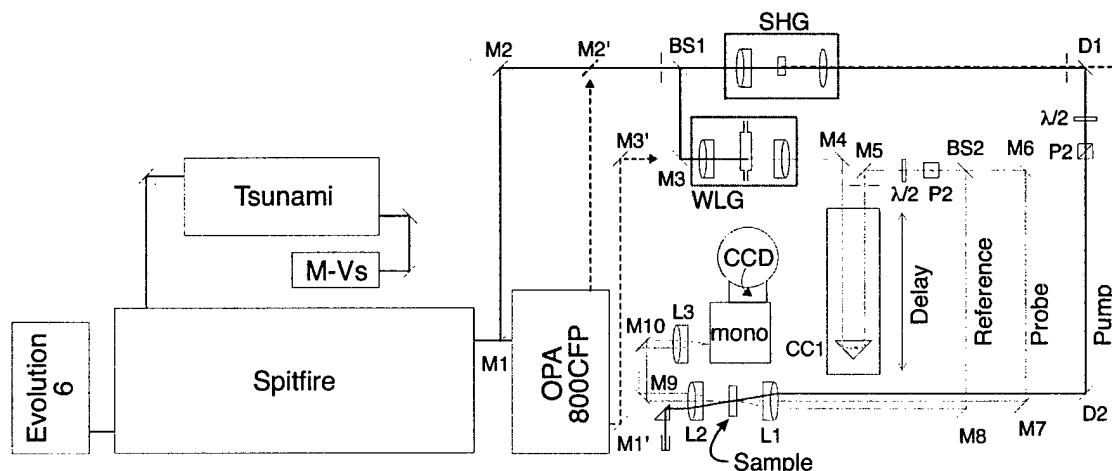 SHG
M2
M2'
BS1
D1
λ/2
M3'
M4
M5
BS2
M6
P2
M3
λ/2
P2
WLG
Tsunami
M-Vs
CCD
Delay
Reference
Probe
Pump
L3
M10
mono
CC1
M1
OPA
800CFP
Spitfire
Evolution
6
M9
L2
L1
M8
M7
D2
M1'
Sample